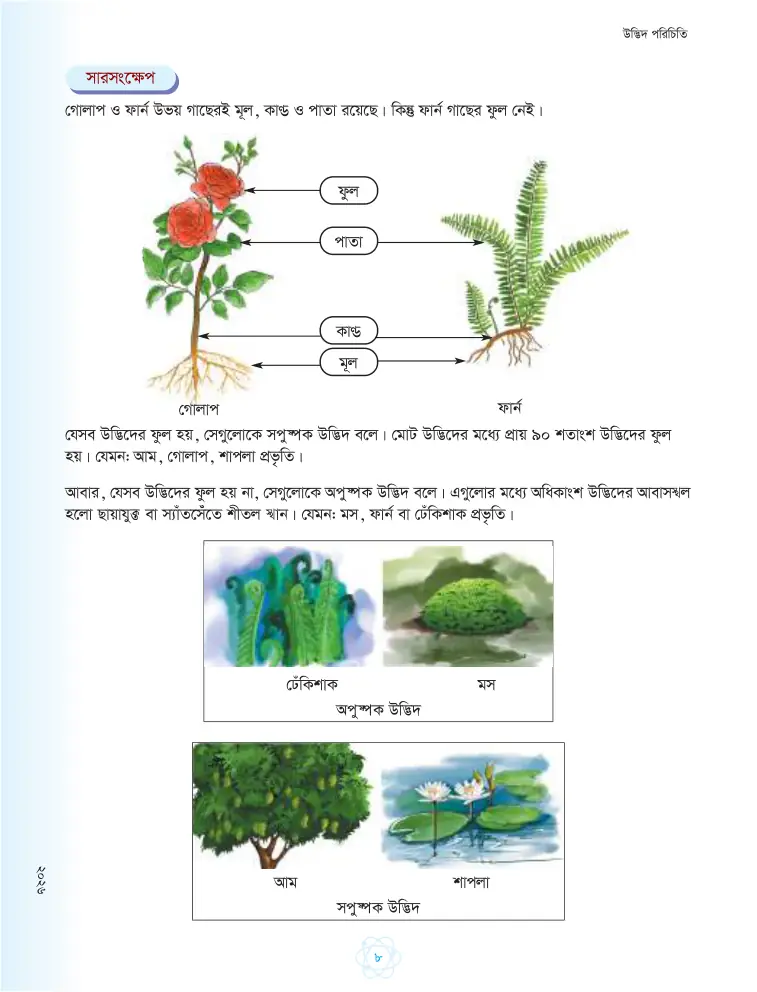 উদ্ভিদ পরিচিতি
সারসংক্ষেপ
গোলাপ ও ফার্ন উভয় গাছেরই মূল, কাণ্ড ও পাতা রয়েছে। কিন্তু ফার্ন গাছের ফুল নেই।
ফুল
পাতা
কাণ্ড
মূল
গোলাপ
ফার্ন
যেসব উদ্ভিদের ফুল হয়, সেগুলোকে সপুষ্পক উদ্ভিদ বলে। মোট উদ্ভিদের মধ্যে প্রায় ৯০ শতাংশ উদ্ভিদের ফুল
হয়। যেমন: আম, গোলাপ, শাপলা প্রভৃতি।
আবার, যেসব উদ্ভিদের ফুল হয় না, সেগুলোকে অপুষ্পক উদ্ভিদ বলে। এগুলোর মধ্যে অধিকাংশ উদ্ভিদের আবাসস্থল
হলো ছায়াযুক্ত বা স্যাঁতসেঁতে শীতল স্থান। যেমন: মস, ফার্ন বা ঢেঁকিশাক প্রভৃতি।
ঢেঁকিশাক
মস
অপুষ্পক উদ্ভিদ
আম
শাপলা
সপুষ্পক উদ্ভিদ
২০২৫
৮